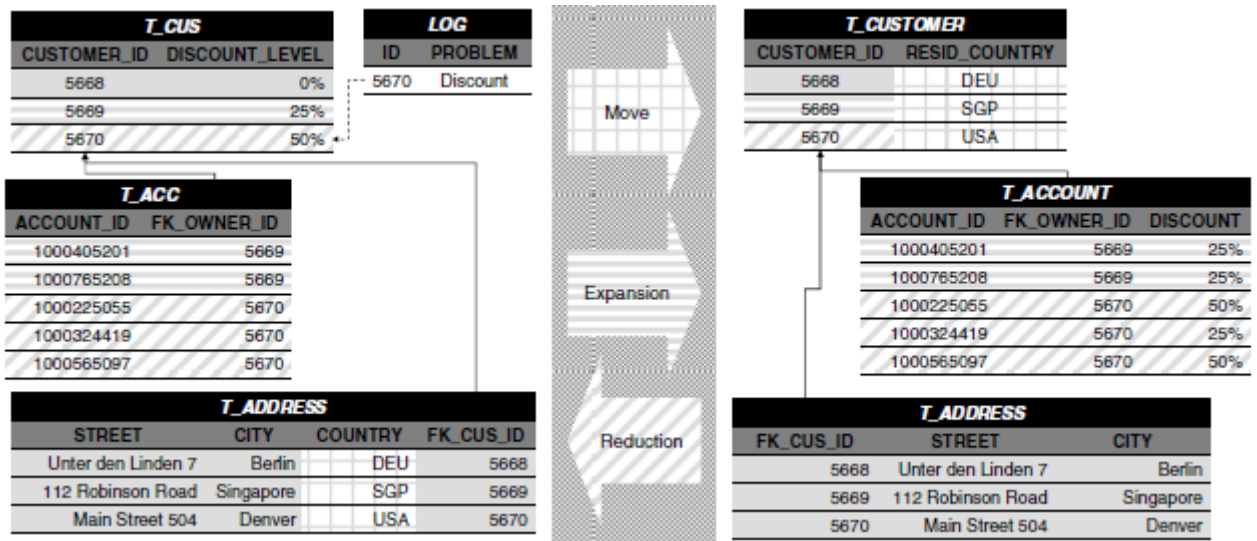 T_CUS
CUSTOMER_ID DISCOUNT_LEVEL
5668 0%
5669 25%
5670 50%
LOG
ID PROBLEM
5670 Discount
T_ACC
ACCOUNT_ID FK_OWNER_ID
1000405201 5669
1000765208 5669
1000225055 5670
1000324419 5670
1000565097 5670
T_ADDRESS
STREET CITY COUNTRY FK_CUS_ID
Unter den Linden 7 Berlin DEU 5668
112 Robinson Road Singapore SGP 5669
Main Street 504 Denver USA 5670
Move
Expansion
Reduction
T_CUSTOMER
CUSTOMER_ID RESID_COUNTRY
5668 DEU
5669 SGP
5670 USA
T_ACCOUNT
ACCOUNT_ID FK_OWNER_ID DISCOUNT
1000405201 5669 25%
1000765208 5669 25%
1000225055 5670 50%
1000324419 5670 25%
1000565097 5670 50%
T_ADDRESS
FK_CUS_ID STREET CITY
5668 Unter den Linden 7 Berlin
5669 112 Robinson Road Singapore
5670 Main Street 504 Denver